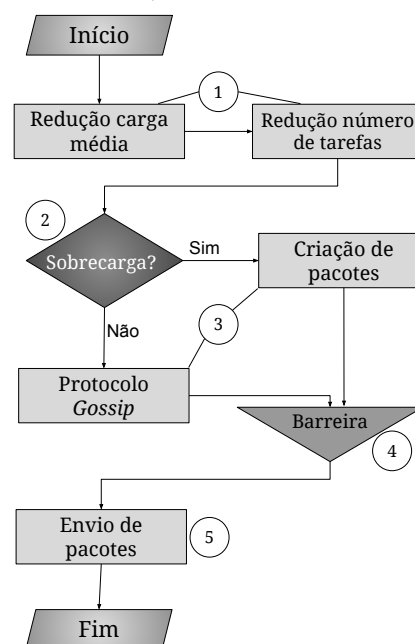 Início
1
Redução carga
média
Redução número
de tarefas
2
Sobrecarga?
Sim
Criação de
pacotes
Não
3
Protocolo
Gossip
Barreira
4
Envio de
pacotes
5
Fim